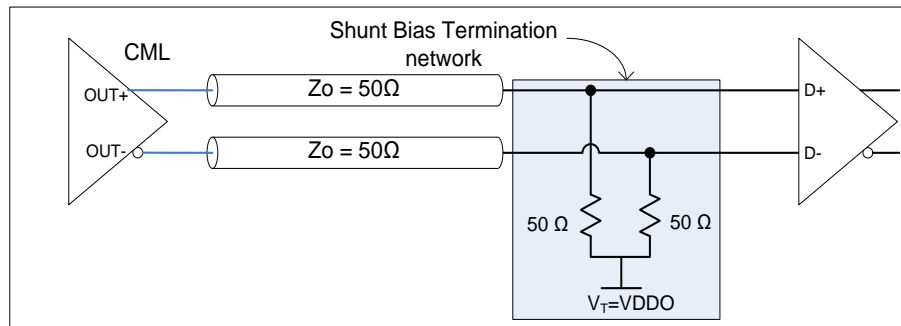 Shunt Bias Termination
network
CML
OUT+
Zo = 50Ω
D+
OUT-
Zo = 50Ω
D-
50 Ω
50 Ω
VT=VDDO